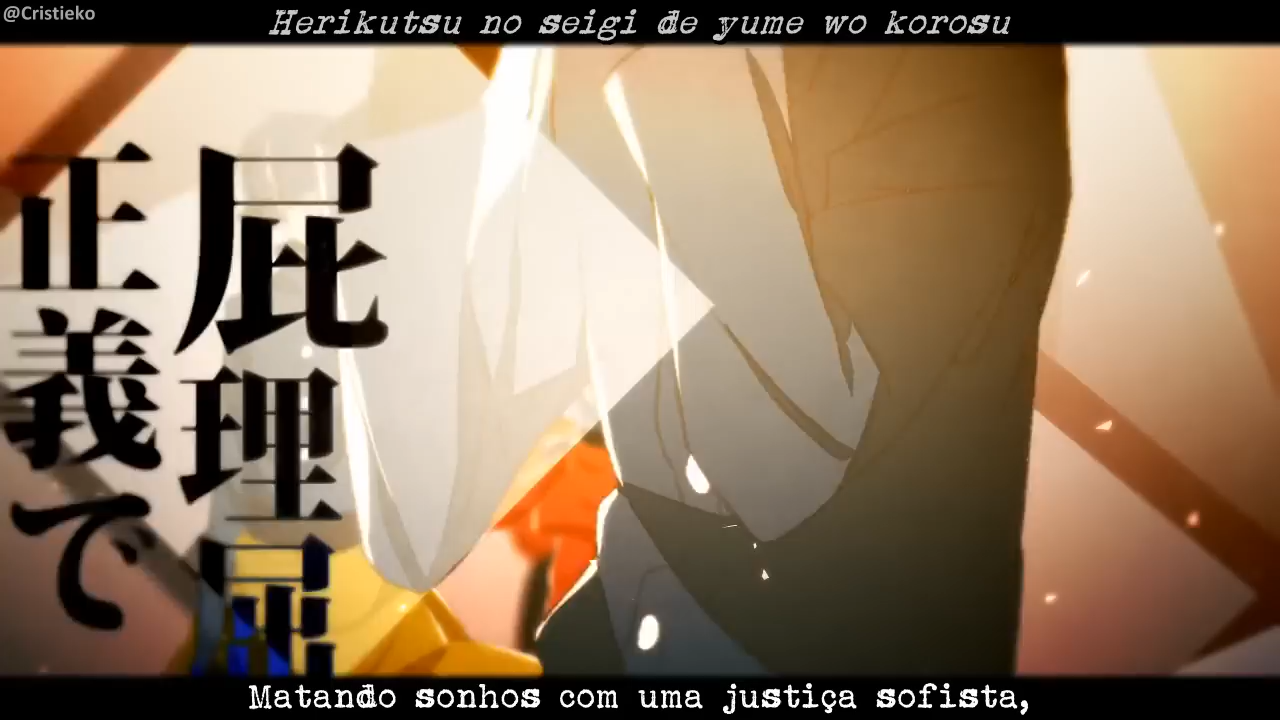 @Cristieko
Herikutsu no seigi de yume wo korosu
屁理屈
正義で
Matando sonhos com uma justiça sofista,